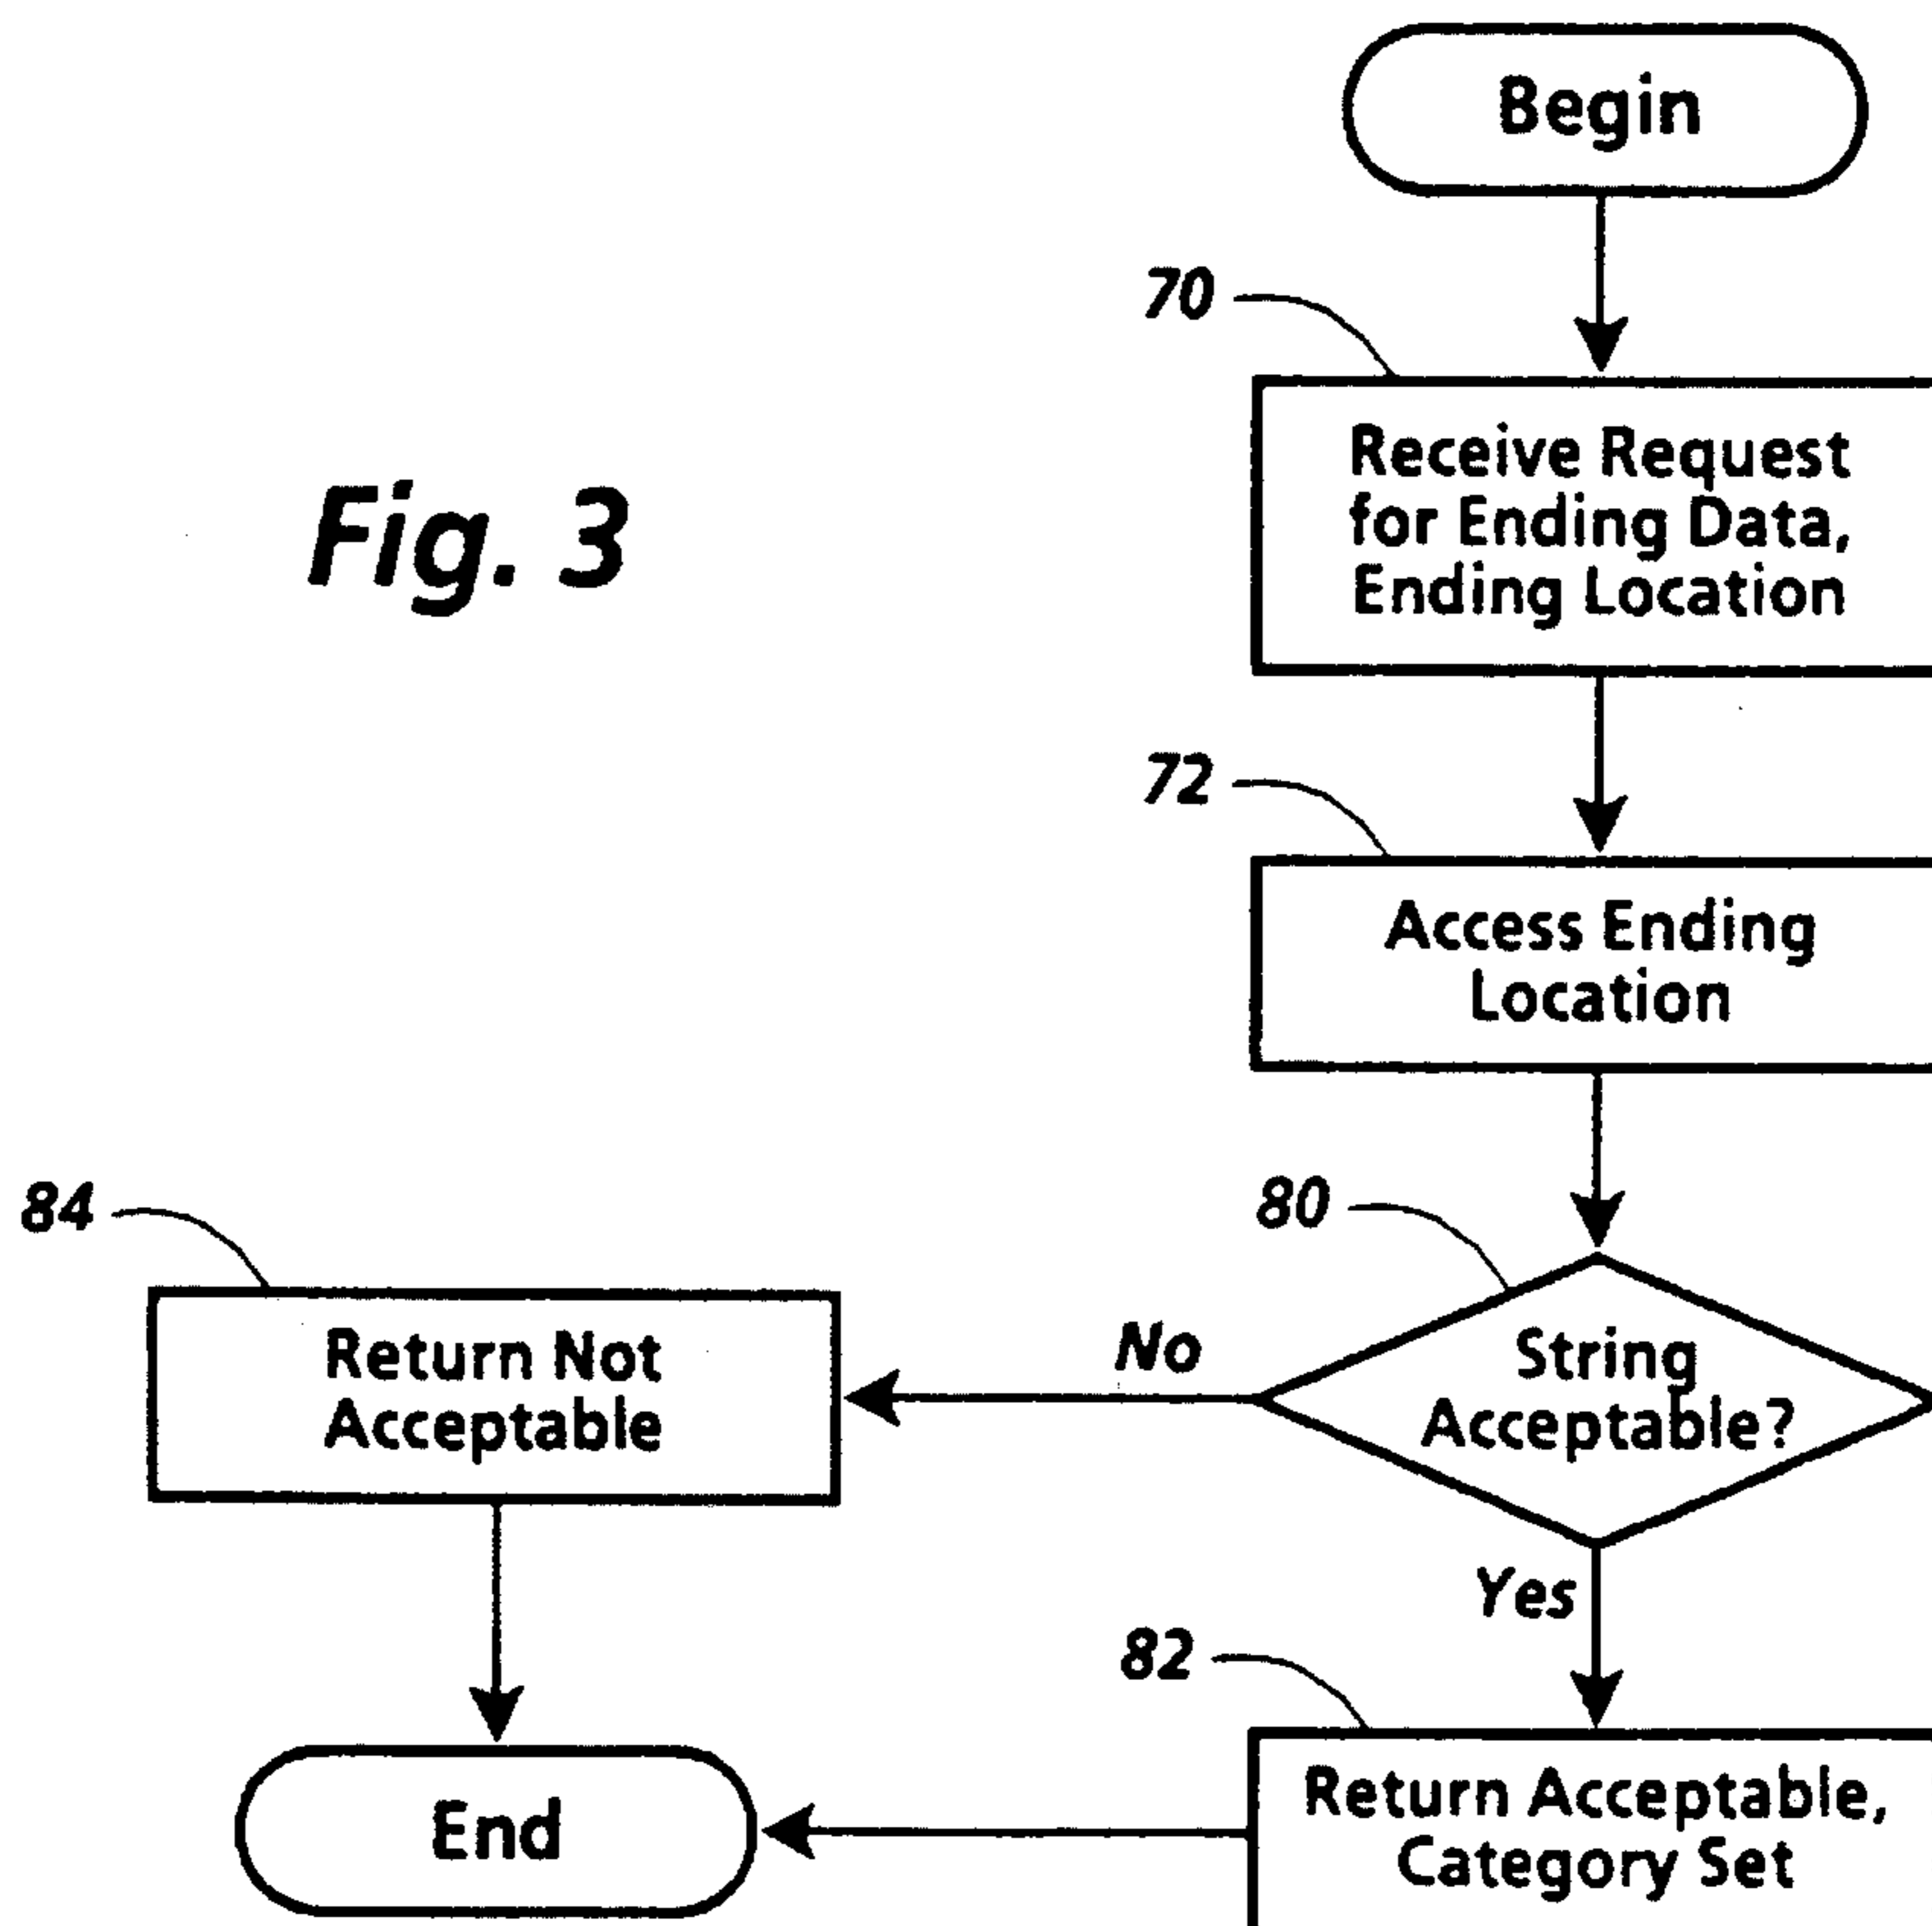 Begin
70
Receive Request
for Ending Data,
Ending Location
Fig. 3
72
Access Ending
Location
84
80
Return Not
Acceptable
No
String
Acceptable?
Yes
82
End
Return Acceptable,
Category Set